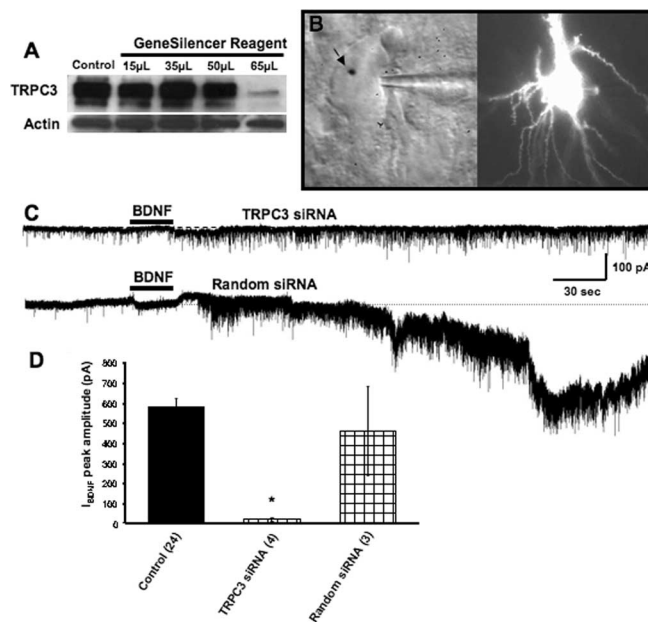 A
GeneSilencer Reagent
Control 15µL 35µL 50µL 65µL
TRPC3
Actin
B
C
BDNF
TRPC3 siRNA
BDNF
Random siRNA
100 pA
30 sec
D
I BDNF peak amplitude (pA)
800
700
600
500
400
300
200
100
0
*
Control (24)
TRPC3 siRNA (4)
Random siRNA (3)